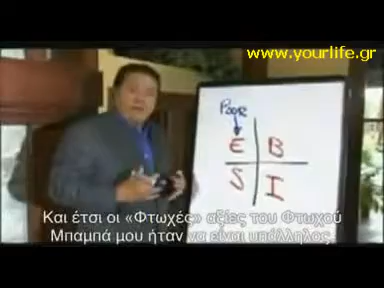 www.yourlife.gr
Poor
E B
S I
Και έτσι οι «Φτωχές» αξίες του Φτωχού
Μπαμπά μου ήταν να είναι υπάλληλος.